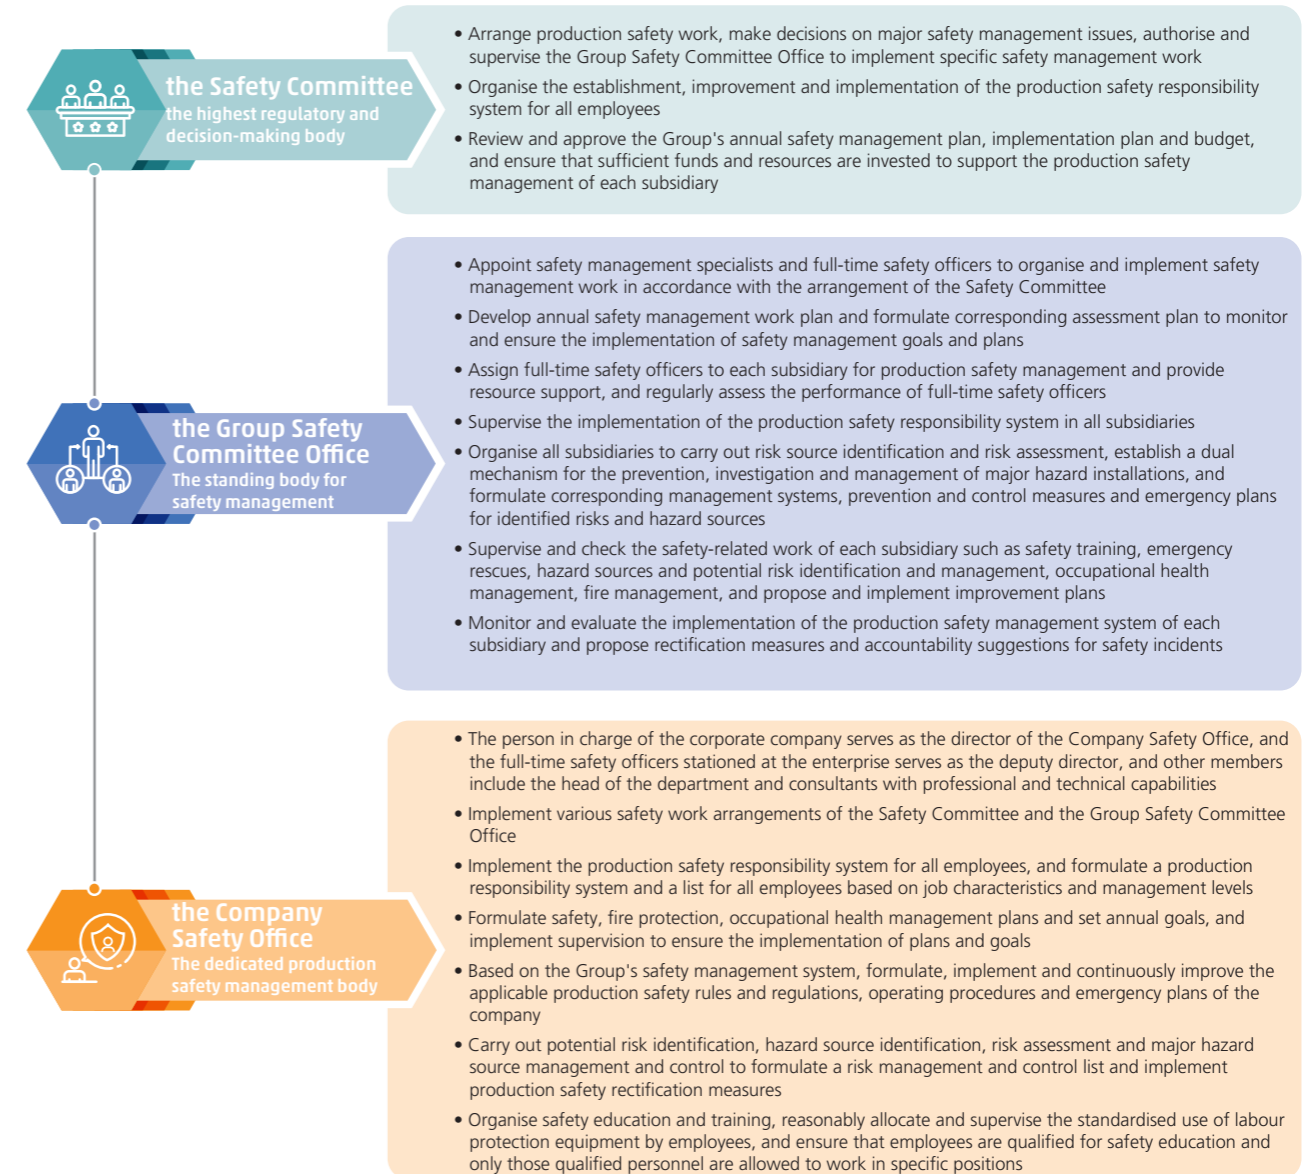 the Safety Committee
the highest regulatory and
decision-making body
• Arrange production safety work, make decisions on major safety management issues, authorise and
supervise the Group Safety Committee Office to implement specific safety management work
• Organise the establishment, improvement and implementation of the production safety responsibility
system for all employees
• Review and approve the Group's annual safety management plan, implementation plan and budget,
and ensure that sufficient funds and resources are invested to support the production safety
management of each subsidiary
the Group Safety
Committee Office
The standing body for
safety management
• Appoint safety management specialists and full-time safety officers to organise and implement safety
management work in accordance with the arrangement of the Safety Committee
• Develop annual safety management work plan and formulate corresponding assessment plan to monitor
and ensure the implementation of safety management goals and plans
• Assign full-time safety officers to each subsidiary for production safety management and provide
resource support, and regularly assess the performance of full-time safety officers
• Supervise the implementation of the production safety responsibility system in all subsidiaries
• Organise all subsidiaries to carry out risk source identification and risk assessment, establish a dual
mechanism for the prevention, investigation and management of major hazard installations, and
formulate corresponding management systems, prevention and control measures and emergency plans
for identified risks and hazard sources
• Supervise and check the safety-related work of each subsidiary such as safety training, emergency
rescues, hazard sources and potential risk identification and management, occupational health
management, fire management, and propose and implement improvement plans
• Monitor and evaluate the implementation of the production safety management system of each
subsidiary and propose rectification measures and accountability suggestions for safety incidents
the Company
Safety Office
The dedicated production
safety management body
• The person in charge of the corporate company serves as the director of the Company Safety Office, and
the full-time safety officers stationed at the enterprise serves as the deputy director, and other members
include the head of the department and consultants with professional and technical capabilities
• Implement various safety work arrangements of the Safety Committee and the Group Safety Committee
Office
• Implement the production safety responsibility system for all employees, and formulate a production
responsibility system and a list for all employees based on job characteristics and management levels
• Formulate safety, fire protection, occupational health management plans and set annual goals, and
implement supervision to ensure the implementation of plans and goals
• Based on the Group's safety management system, formulate, implement and continuously improve the
applicable production safety rules and regulations, operating procedures and emergency plans of the
company
• Carry out potential risk identification, hazard source identification, risk assessment and major hazard
source management and control to formulate a risk management and control list and implement
production safety rectification measures
• Organise safety education and training, reasonably allocate and supervise the standardised use of labour
protection equipment by employees, and ensure that employees are qualified for safety education and
only those qualified personnel are allowed to work in specific positions